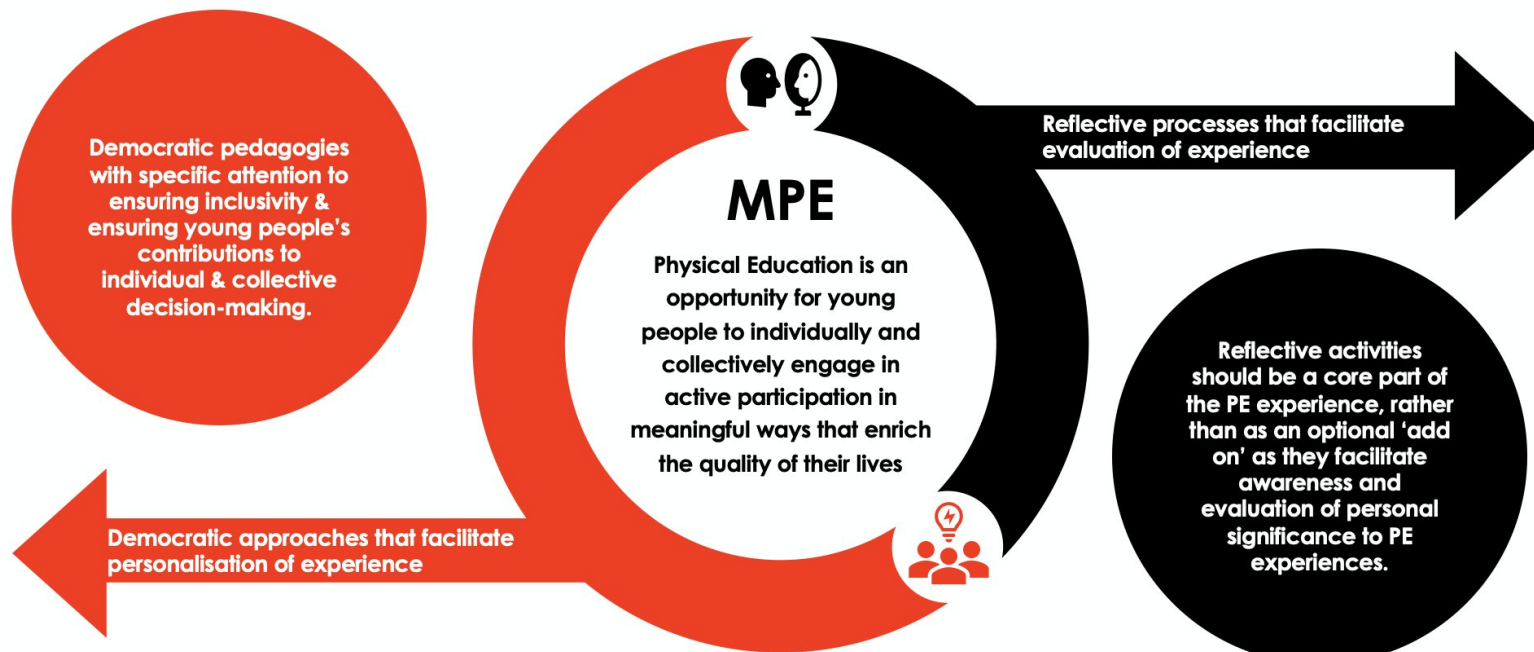 Democratic pedagogies
with specific attention to
ensuring inclusivity &
ensuring young people's
contributions to
individual & collective
decision-making.
Democratic approaches that facilitate
personalisation of experience
MPE
Physical Education is an
opportunity for young
people to individually and
collectively engage in
active participation in
meaningful ways that enrich
the quality of their lives
Reflective processes that facilitate
evaluation of experience
Reflective activities
should be a core part of
the PE experience, rather
than as an optional ‘add
on’ as they facilitate
awareness and
evaluation of personal
significance to PE
experiences.